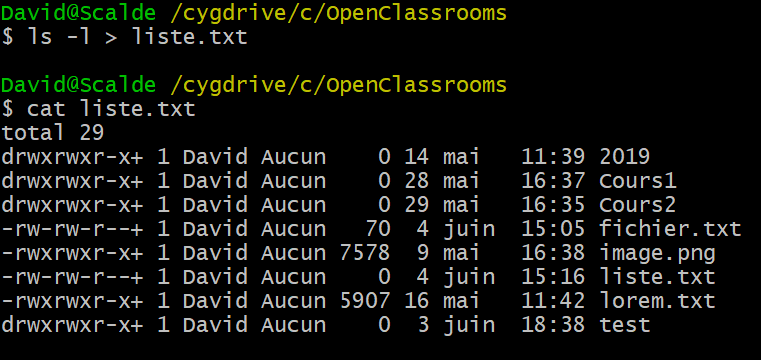 David@Scalde /cygdrive/c/OpenClassrooms
$ ls -l > liste.txt
David@Scalde /cygdrive/c/OpenClassrooms
$ cat liste.txt
total 29
drwxrwxr-x+ 1 David Aucun    0 14 mai   11:39 2019
drwxrwxr-x+ 1 David Aucun    0 28 mai   16:37 Cours1
drwxrwxr-x+ 1 David Aucun    0 29 mai   16:35 Cours2
-rw-rw-r--+ 1 David Aucun   70  4 juin  15:05 fichier.txt
-rwxrwxr-x+ 1 David Aucun 7578  9 mai   16:38 image.png
-rw-rw-r--+ 1 David Aucun    0  4 juin  15:16 liste.txt
-rwxrwxr-x+ 1 David Aucun 5907 16 mai   11:42 lorem.txt
drwxrwxr-x+ 1 David Aucun    0  3 juin  18:38 test